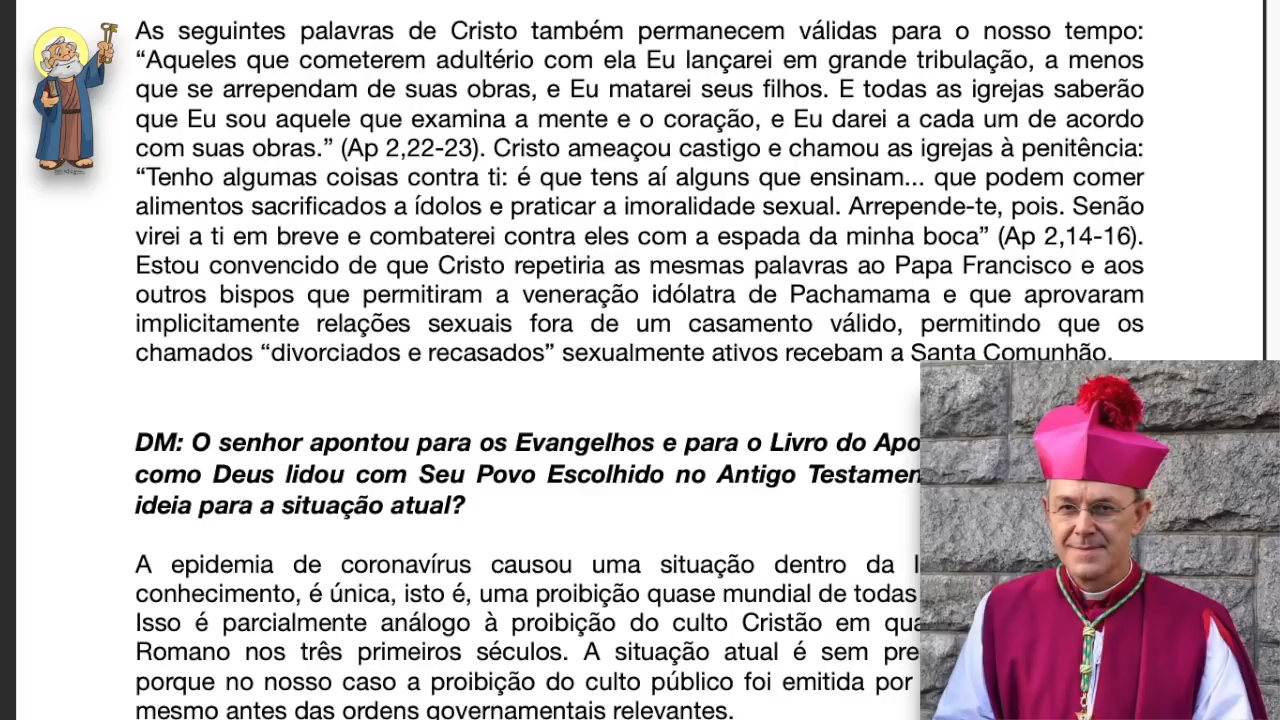 As seguintes palavras de Cristo também permanecem válidas para o nosso tempo:
“Aqueles que cometerem adultério com ela Eu lançarei em grande tribulação, a menos
que se arrependam de suas obras, e Eu matarei seus filhos. E todas as igrejas saberão
que Eu sou aquele que examina a mente e o coração, e Eu darei a cada um de acordo
com suas obras.” (Ap 2,22-23). Cristo ameaçou castigo e chamou as igrejas à penitência:
“Tenho algumas coisas contra ti: é que tens aí alguns que ensinam... que podem comer
alimentos sacrificados a ídolos e praticar a imoralidade sexual. Arrepende-te, pois. Senão
virei a ti em breve e combaterei contra eles com a espada da minha boca” (Ap 2,14-16).
Estou convencido de que Cristo repetiria as mesmas palavras ao Papa Francisco e aos
outros bispos que permitiram a veneração idólatra de Pachamama e que aprovaram
implicitamente relações sexuais fora de um casamento válido, permitindo que os
chamados “divorciados e recasados” sexualmente ativos recebam a Santa Comunhão.
DM: O senhor apontou para os Evangelhos e para o Livro do Apo
como Deus lidou com Seu Povo Escolhido no Antigo Testamen
ideia para a situação atual?
A epidemia de coronavírus causou uma situação dentro da I
conhecimento, é única, isto é, uma proibição quase mundial de todas
Isso é parcialmente análogo à proibição do culto Cristão em qua
Romano nos três primeiros séculos. A situação atual é sem pre
porque no nosso caso a proibição do culto público foi emitida por
mesmo antes das ordens governamentais relevantes.